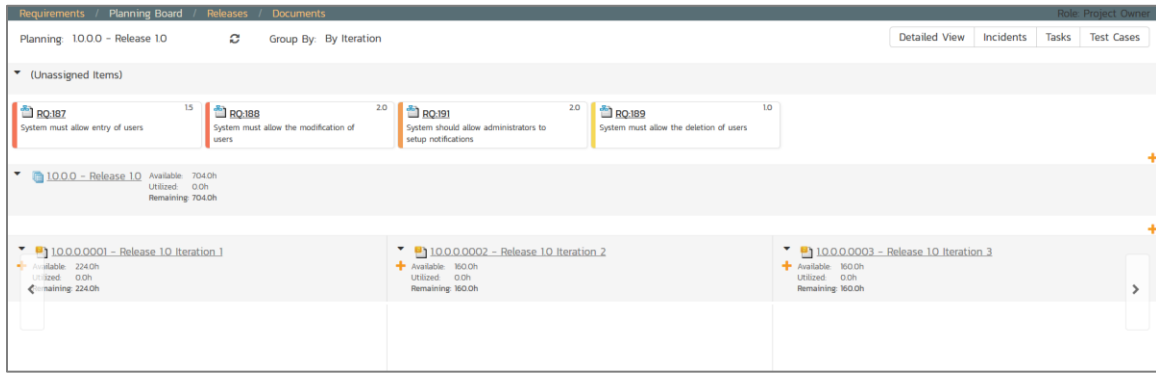 Requirements / Planning Board / Releases / Documents Role: Project Owner
Planning: 1.0.0.0 - Release 1.0 Group By: By Iteration Detailed View Incidents Tasks Test Cases
(Unassigned Items)
RQ:187 1.5
System must allow entry of users
RQ:188 2.0
System must allow the modification of
users
RQ:191 2.0
System should allow administrators to
setup notifications
RQ:189 1.0
System must allow the deletion of users
1.0.0.0 - Release 1.0 Available: 704.0h
Utilized: 0.0h
Remaining: 704.0h
1.0.0.0.0001 - Release 1.0 Iteration 1
Available: 224.0h
Utilized: 0.0h
Remaining: 224.0h
1.0.0.0.0002 - Release 1.0 Iteration 2
Available: 160.0h
Utilized: 0.0h
Remaining: 160.0h
1.0.0.0.0003 - Release 1.0 Iteration 3
Available: 160.0h
Utilized: 0.0h
Remaining: 160.0h